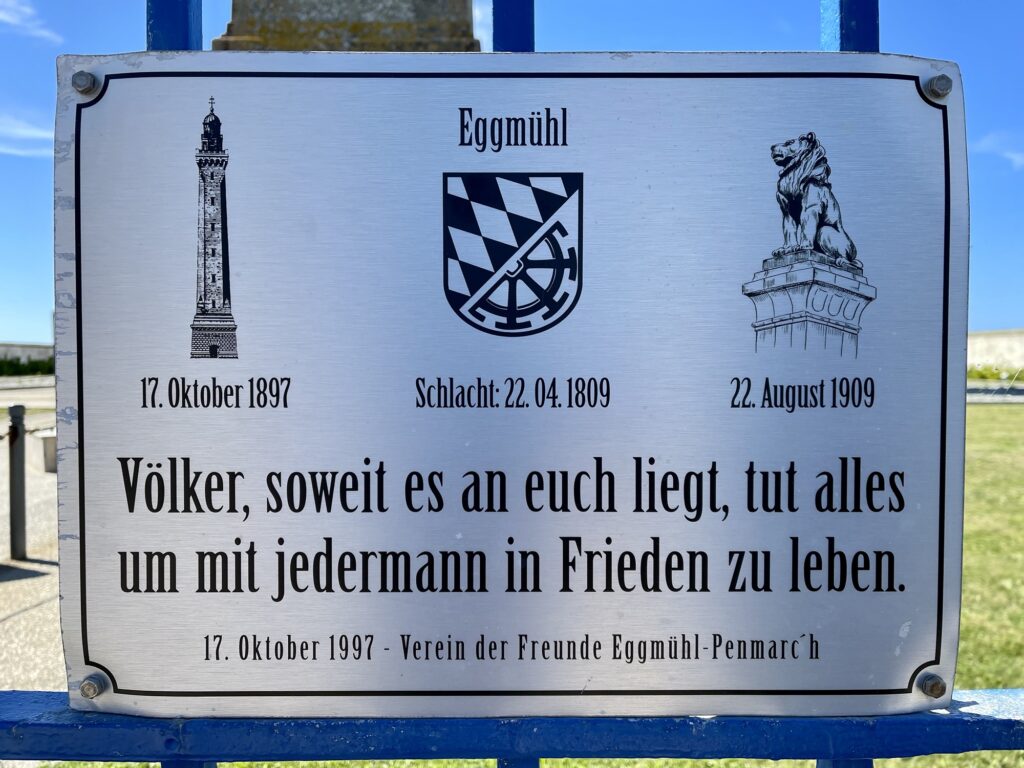 Eggmühl
17. Oktober 1897
Schlacht: 22. 04. 1809
22. August 1909
Völker, soweit es an euch liegt, tut alles
um mit jedermann in Frieden zu leben.
17. Oktober 1997 - Verein der Freunde Eggmühl-Penmarc´h